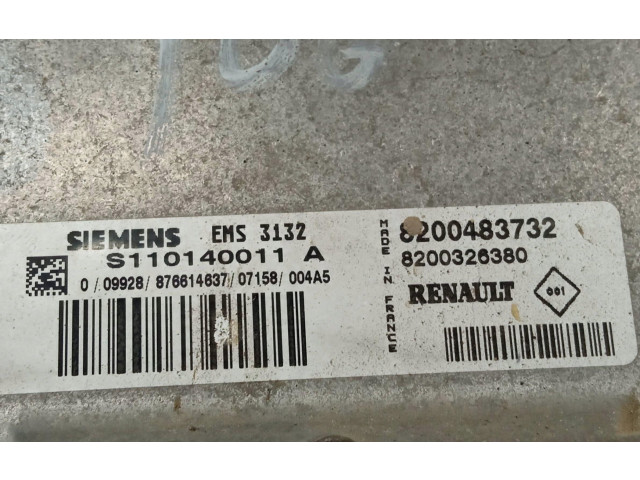 SIEMENS EMS 3132
S110140011 A
0 / 09928 / 876614637 / 07158 / 004A5
MADE IN FRANCE
8200483732
8200326380
RENAULT
001